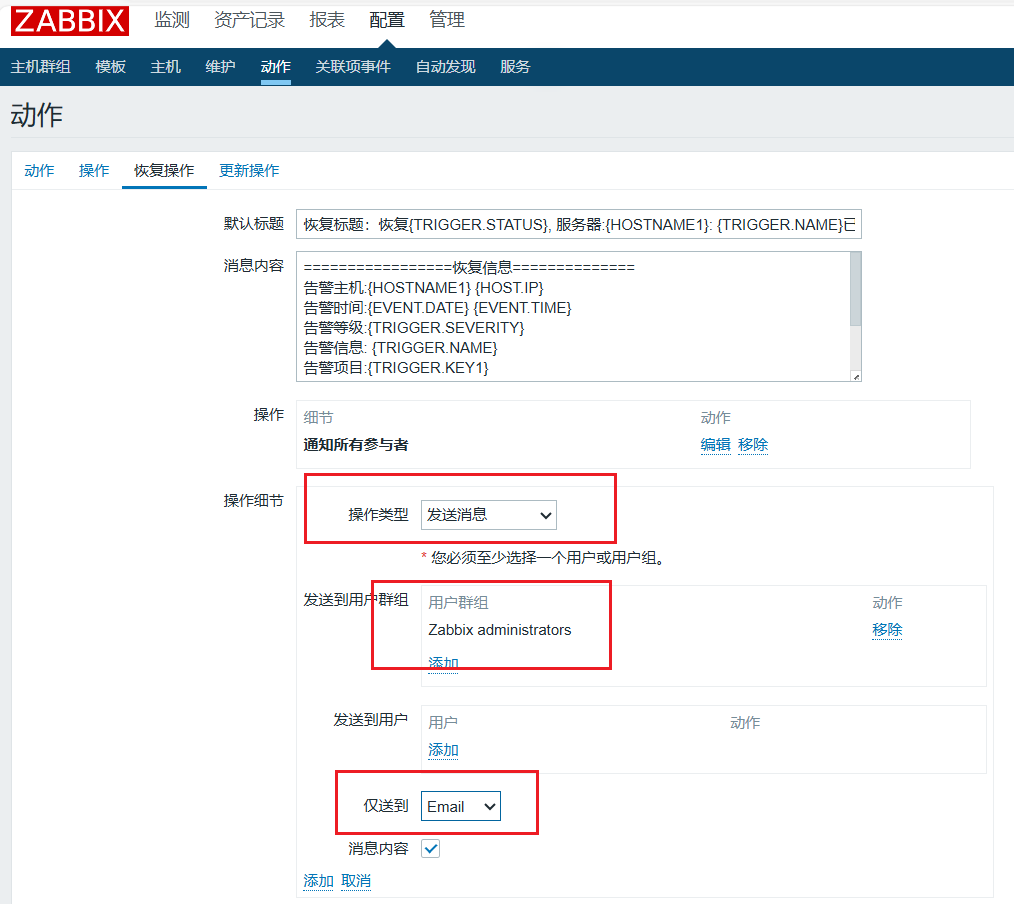 ZABBIX 监测 资产记录 报表 配置 管理
主机群组 模板 主机 维护 动作 关联项事件 自动发现 服务
动作
动作 操作 恢复操作 更新操作
默认标题 恢复标题：恢复{TRIGGER.STATUS}, 服务器:{HOSTNAME1}: {TRIGGER.NAME}已
消息内容 =================恢复信息==============
告警主机:{HOSTNAME1} {HOST.IP}
告警时间:{EVENT.DATE} {EVENT.TIME}
告警等级:{TRIGGER.SEVERITY}
告警信息: {TRIGGER.NAME}
告警项目:{TRIGGER.KEY1}
操作 细节 动作
通知所有参与者 编辑 移除
操作细节
操作类型 发送消息
* 您必须至少选择一个用户或用户组。
发送到用户群组 用户群组 动作
Zabbix administrators 移除
添加
发送到用户 用户 动作
添加
仅送到 Email
消息内容
添加 取消